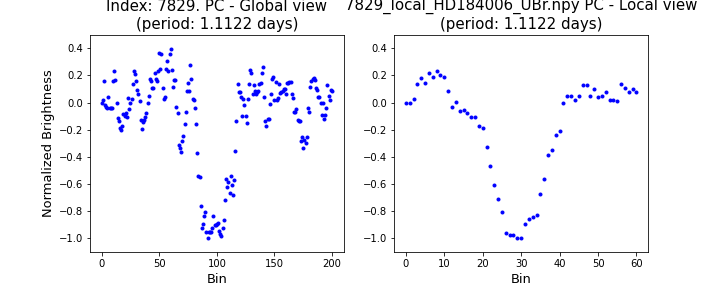 Index: 7829. PC - Global view
(period: 1.1122 days)
7829_local_HD184006_UBr.npy PC - Local view
(period: 1.1122 days)
Normalized Brightness
0.4
0.2
0.0
−0.2
−0.4
−0.6
−0.8
−1.0
0 50 100 150 200
Bin
0.4
0.2
0.0
−0.2
−0.4
−0.6
−0.8
−1.0
0 10 20 30 40 50 60
Bin